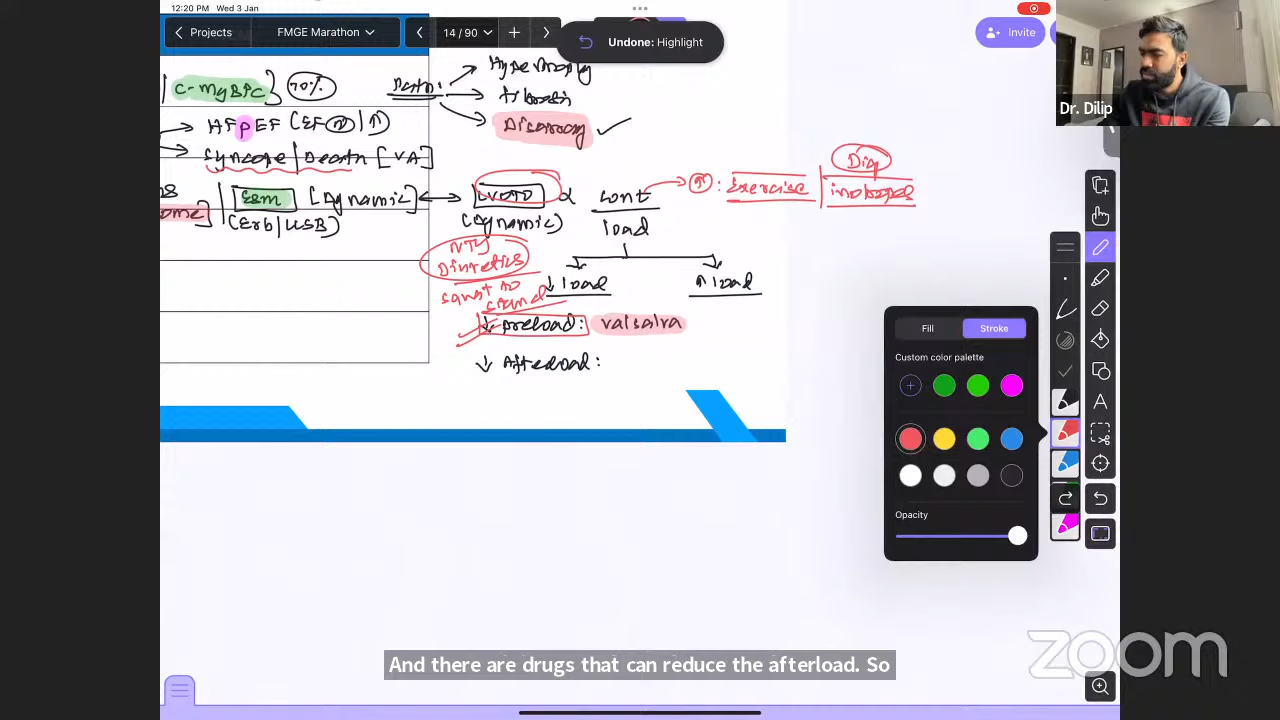 12:20 PM Wed 3 Jan
Projects
FMGE Marathon
14 / 90
Undone: Highlight
Invite
Dr. Dilip
Hypertrophy
C-MyBPC 70%
Fibrosis
Disarray
HFpEF (EF N | ↑)
Syncope | Death [VA]
Dig
↑ : Exercise | inotropes
ESM [Dynamic] ↔ LVOTO ∝ cont
(Erb | LLSB) (Dynamic) load
NTG
Diuretics
squat to stand
↓ load ↑ load
↓ preload: valsalva
↓ Afterload:
Fill
Stroke
Custom color palette
Opacity
And there are drugs that can reduce the afterload. So
zoom